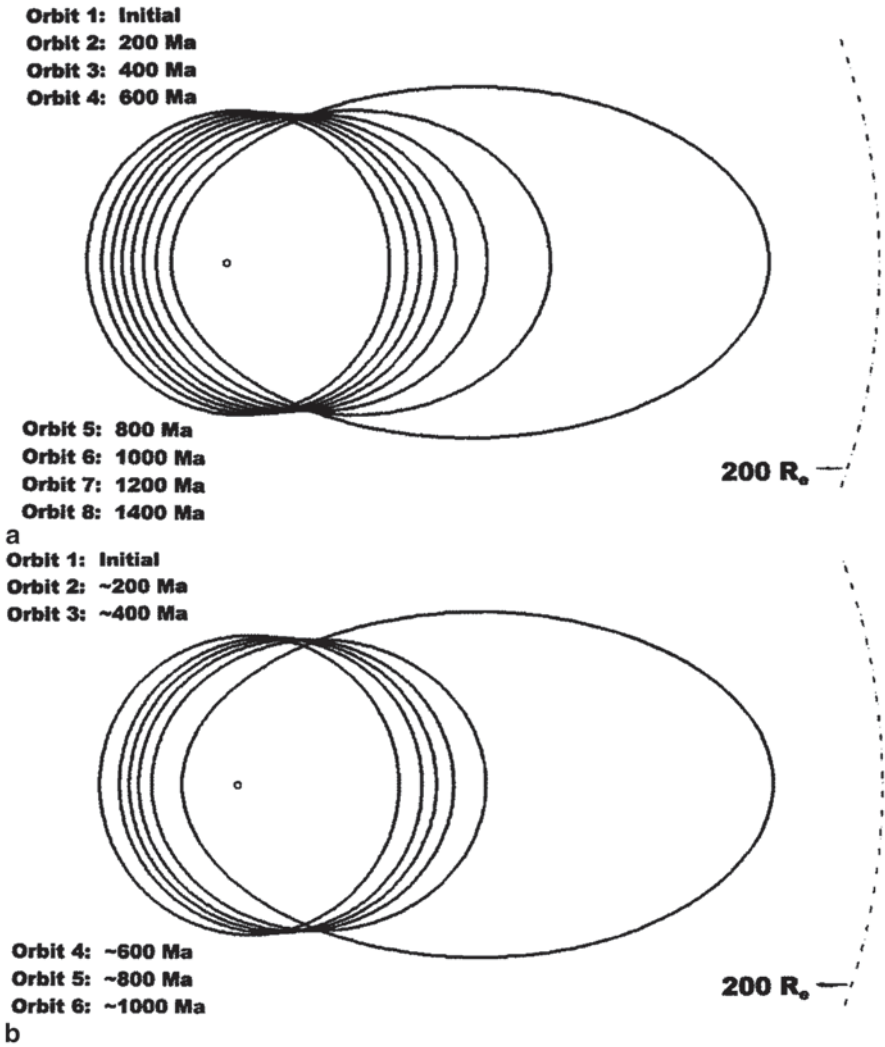 Orbit 1: Initial
Orbit 2: 200 Ma
Orbit 3: 400 Ma
Orbit 4: 600 Ma
Orbit 5: 800 Ma
Orbit 6: 1000 Ma
Orbit 7: 1200 Ma
Orbit 8: 1400 Ma
200 Re
a
Orbit 1: Initial
Orbit 2: ~200 Ma
Orbit 3: ~400 Ma
Orbit 4: ~600 Ma
Orbit 5: ~800 Ma
Orbit 6: ~1000 Ma
200 Re
b